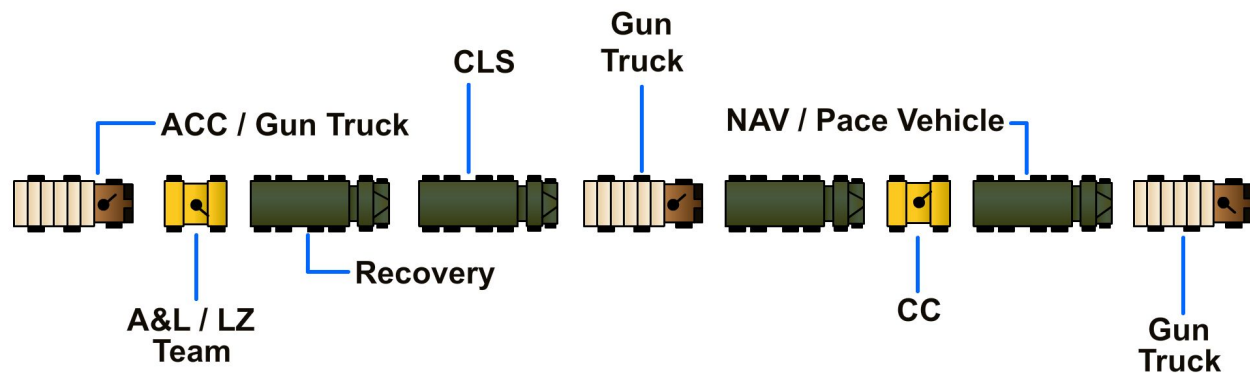 Gun
Truck
CLS
ACC / Gun Truck
NAV / Pace Vehicle
Recovery
A&L / LZ
Team
CC
Gun
Truck